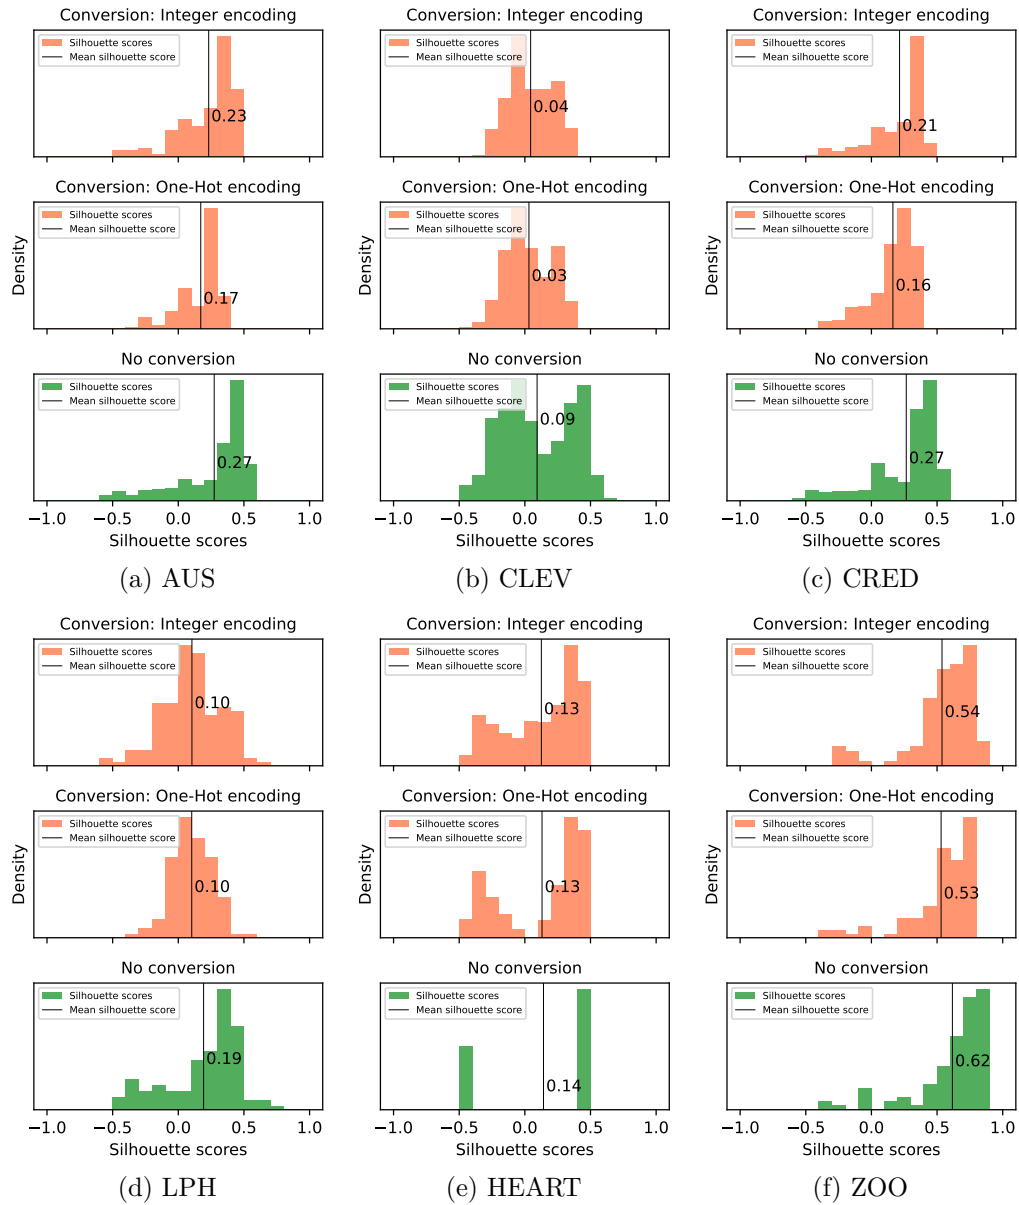 Conversion: Integer encoding
Silhouette scores
Mean silhouette score
0.23
Conversion: One-Hot encoding
Silhouette scores
Mean silhouette score
0.17
Density
No conversion
Silhouette scores
Mean silhouette score
0.27
−1.0 −0.5 0.0 0.5 1.0
Silhouette scores
(a) AUS
Conversion: Integer encoding
Silhouette scores
Mean silhouette score
0.04
Conversion: One-Hot encoding
Silhouette scores
Mean silhouette score
0.03
Density
No conversion
Silhouette scores
Mean silhouette score
0.09
−1.0 −0.5 0.0 0.5 1.0
Silhouette scores
(b) CLEV
Conversion: Integer encoding
Silhouette scores
Mean silhouette score
0.21
Conversion: One-Hot encoding
Silhouette scores
Mean silhouette score
0.16
Density
No conversion
Silhouette scores
Mean silhouette score
0.27
−1.0 −0.5 0.0 0.5 1.0
Silhouette scores
(c) CRED
Conversion: Integer encoding
Silhouette scores
Mean silhouette score
0.10
Conversion: One-Hot encoding
Silhouette scores
Mean silhouette score
0.10
Density
No conversion
Silhouette scores
Mean silhouette score
0.19
−1.0 −0.5 0.0 0.5 1.0
Silhouette scores
(d) LPH
Conversion: Integer encoding
Silhouette scores
Mean silhouette score
0.13
Conversion: One-Hot encoding
Silhouette scores
Mean silhouette score
0.13
Density
No conversion
Silhouette scores
Mean silhouette score
0.14
−1.0 −0.5 0.0 0.5 1.0
Silhouette scores
(e) HEART
Conversion: Integer encoding
Silhouette scores
Mean silhouette score
0.54
Conversion: One-Hot encoding
Silhouette scores
Mean silhouette score
0.53
Density
No conversion
Silhouette scores
Mean silhouette score
0.62
−1.0 −0.5 0.0 0.5 1.0
Silhouette scores
(f) ZOO